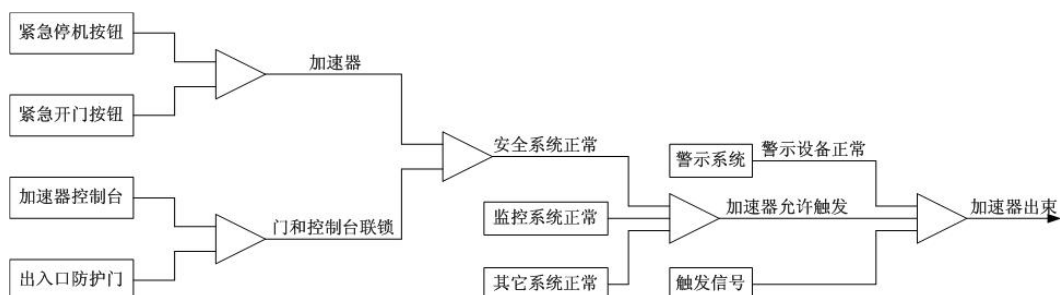 紧急停机按钮
加速器
紧急开门按钮
安全系统正常
警示系统
警示设备正常
加速器控制台
门和控制台联锁
监控系统正常
加速器允许触发
加速器出束
出入口防护门
其它系统正常
触发信号